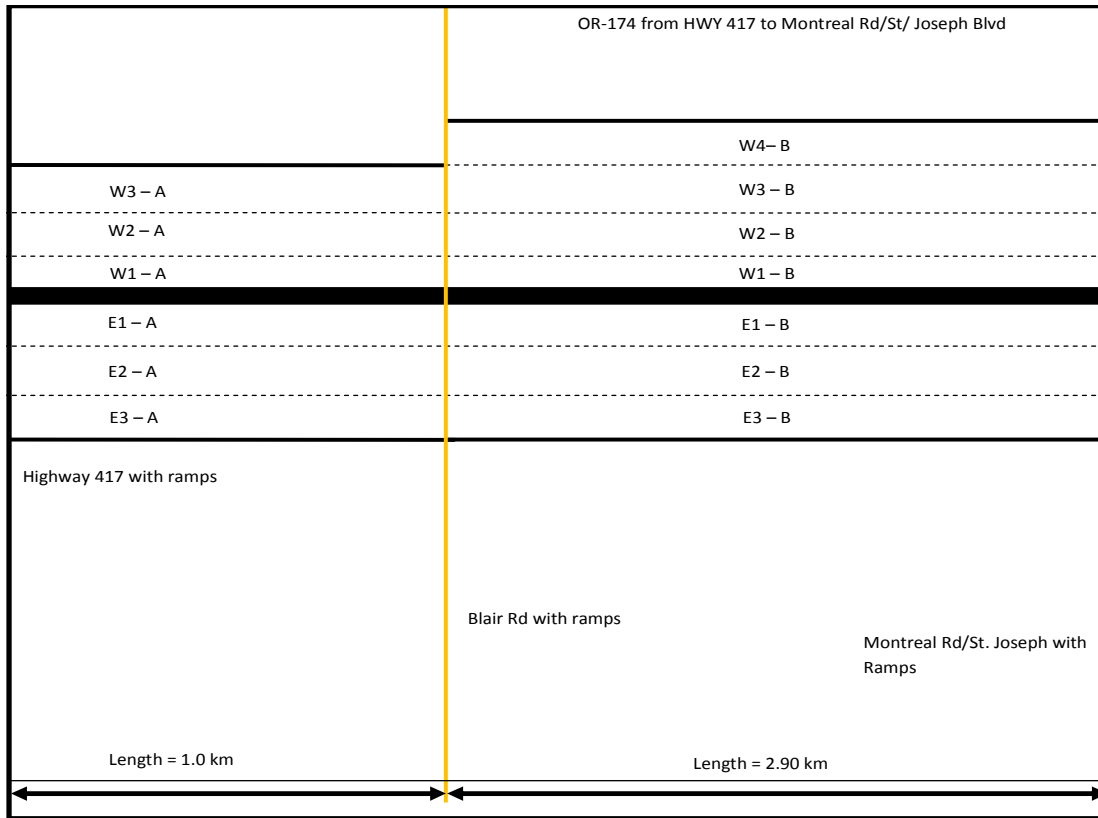 OR-174 from HWY 417 to Montreal Rd/St/ Joseph Blvd
W4– B
W3 – A
W3 – B
W2 – A
W2 – B
W1 – A
W1 – B
E1 – A
E1 – B
E2 – A
E2 – B
E3 – A
E3 – B
Highway 417 with ramps
Blair Rd with ramps
Montreal Rd/St. Joseph with
Ramps
Length = 1.0 km
Length = 2.90 km